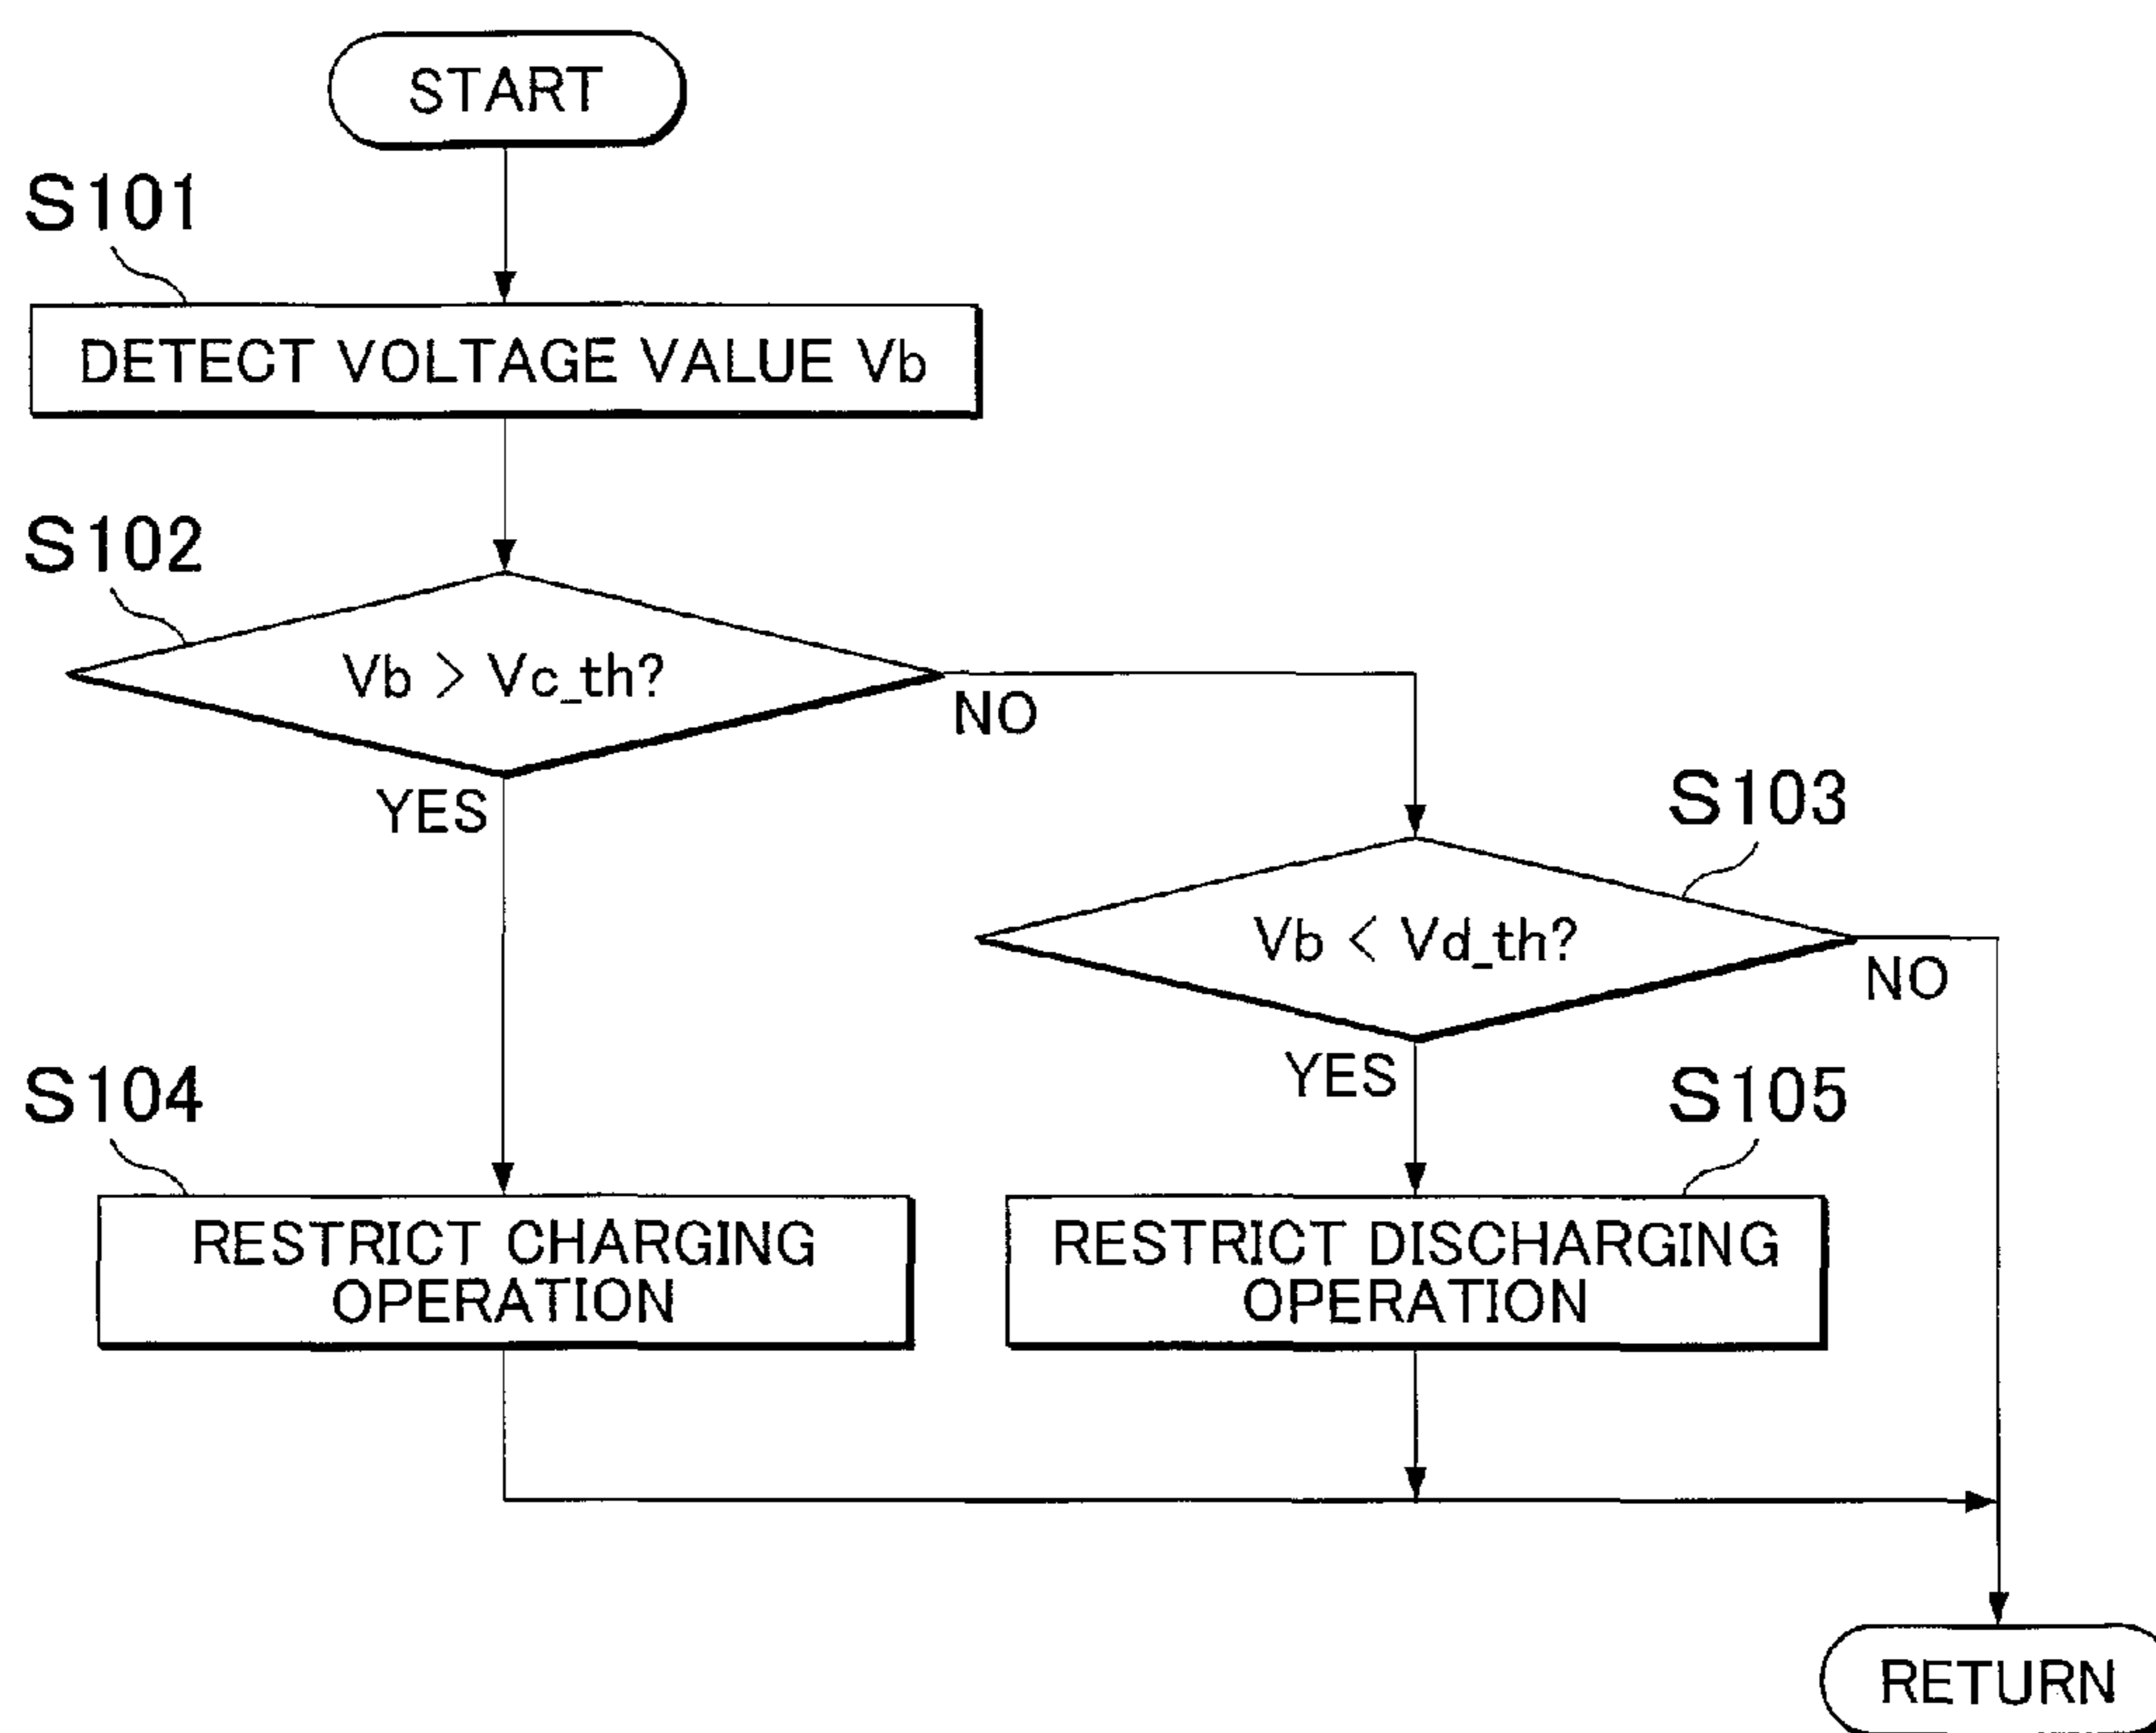 START
S101
DETECT VOLTAGE VALUE Vb
S102
Vb > Vc_th?
NO
YES
S103
Vb < Vd_th?
NO
YES
S104
RESTRICT CHARGING
OPERATION
S105
RESTRICT DISCHARGING
OPERATION
RETURN